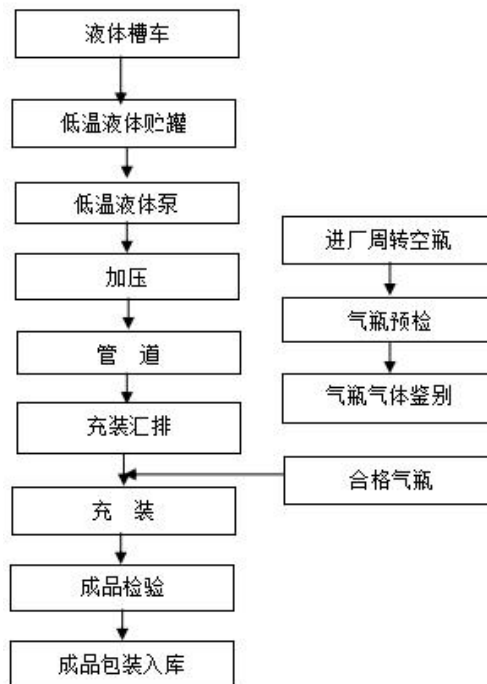 液体槽车
低温液体贮罐
低温液体泵
加压
管 道
充装汇排
充 装
成品检验
成品包装入库
进厂周转空瓶
气瓶预检
气瓶气体鉴别
合格气瓶